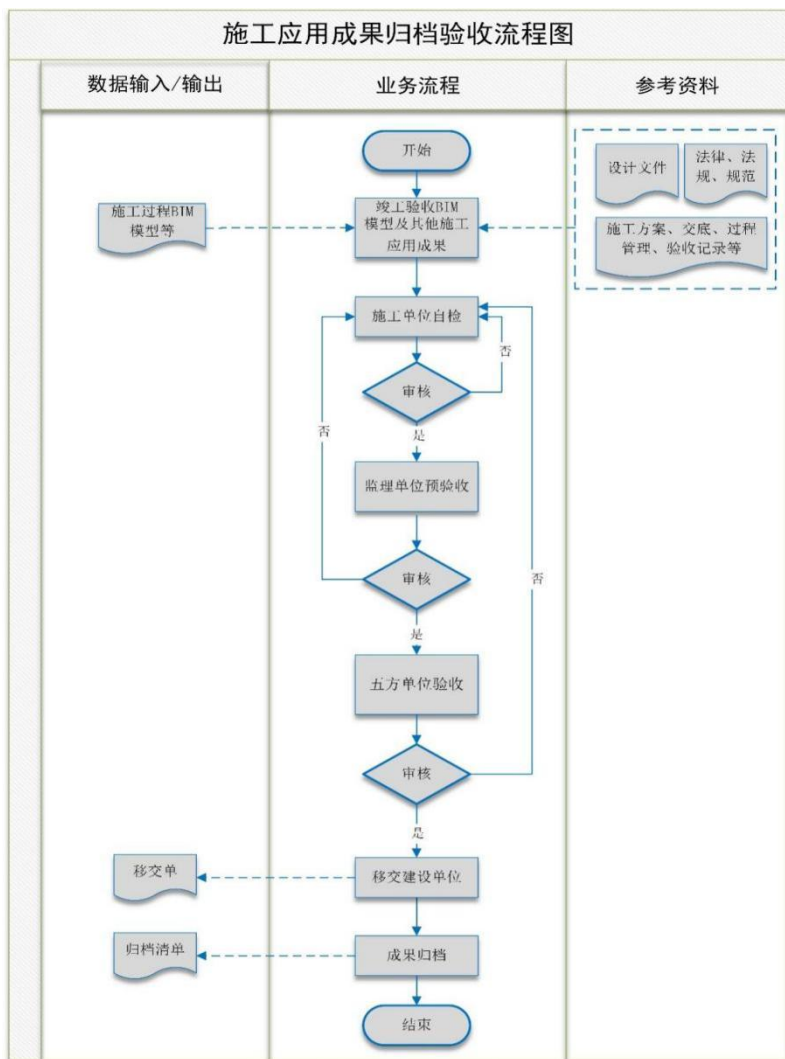 施工应用成果归档验收流程图
数据输入/输出
业务流程
参考资料
开始
设计文件
法律、法
规、规范
施工过程BIM
模型等
竣工验收BIM
模型及其他施工
应用成果
施工方案、交底、过程
管理、验收记录等
施工单位自检
否
审核
否
是
监理单位预验收
审核
否
是
五方单位验收
审核
是
移交单
移交建设单位
归档清单
成果归档
结束